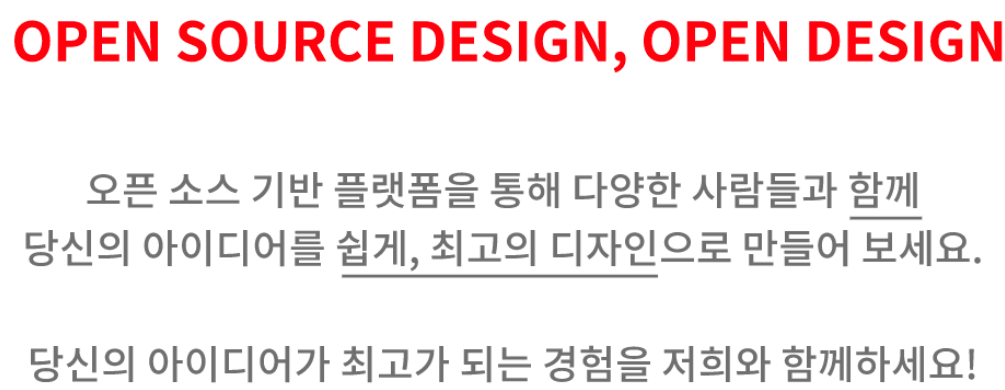 OPEN SOURCE DESIGN, OPEN DESIGN
오픈 소스 기반 플랫폼을 통해 다양한 사람들과 함께
당신의 아이디어를 쉽게, 최고의 디자인으로 만들어 보세요.
당신의 아이디어가 최고가 되는 경험을 저희와 함께하세요!